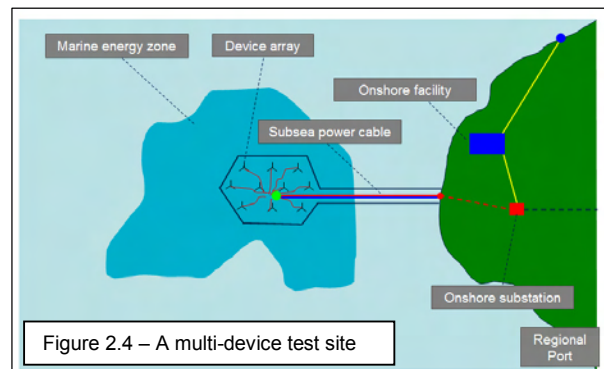 Marine energy zone
Device array
Onshore facility
Subsea power cable
Onshore substation
Figure 2.4 – A multi-device test site
Regional
Port